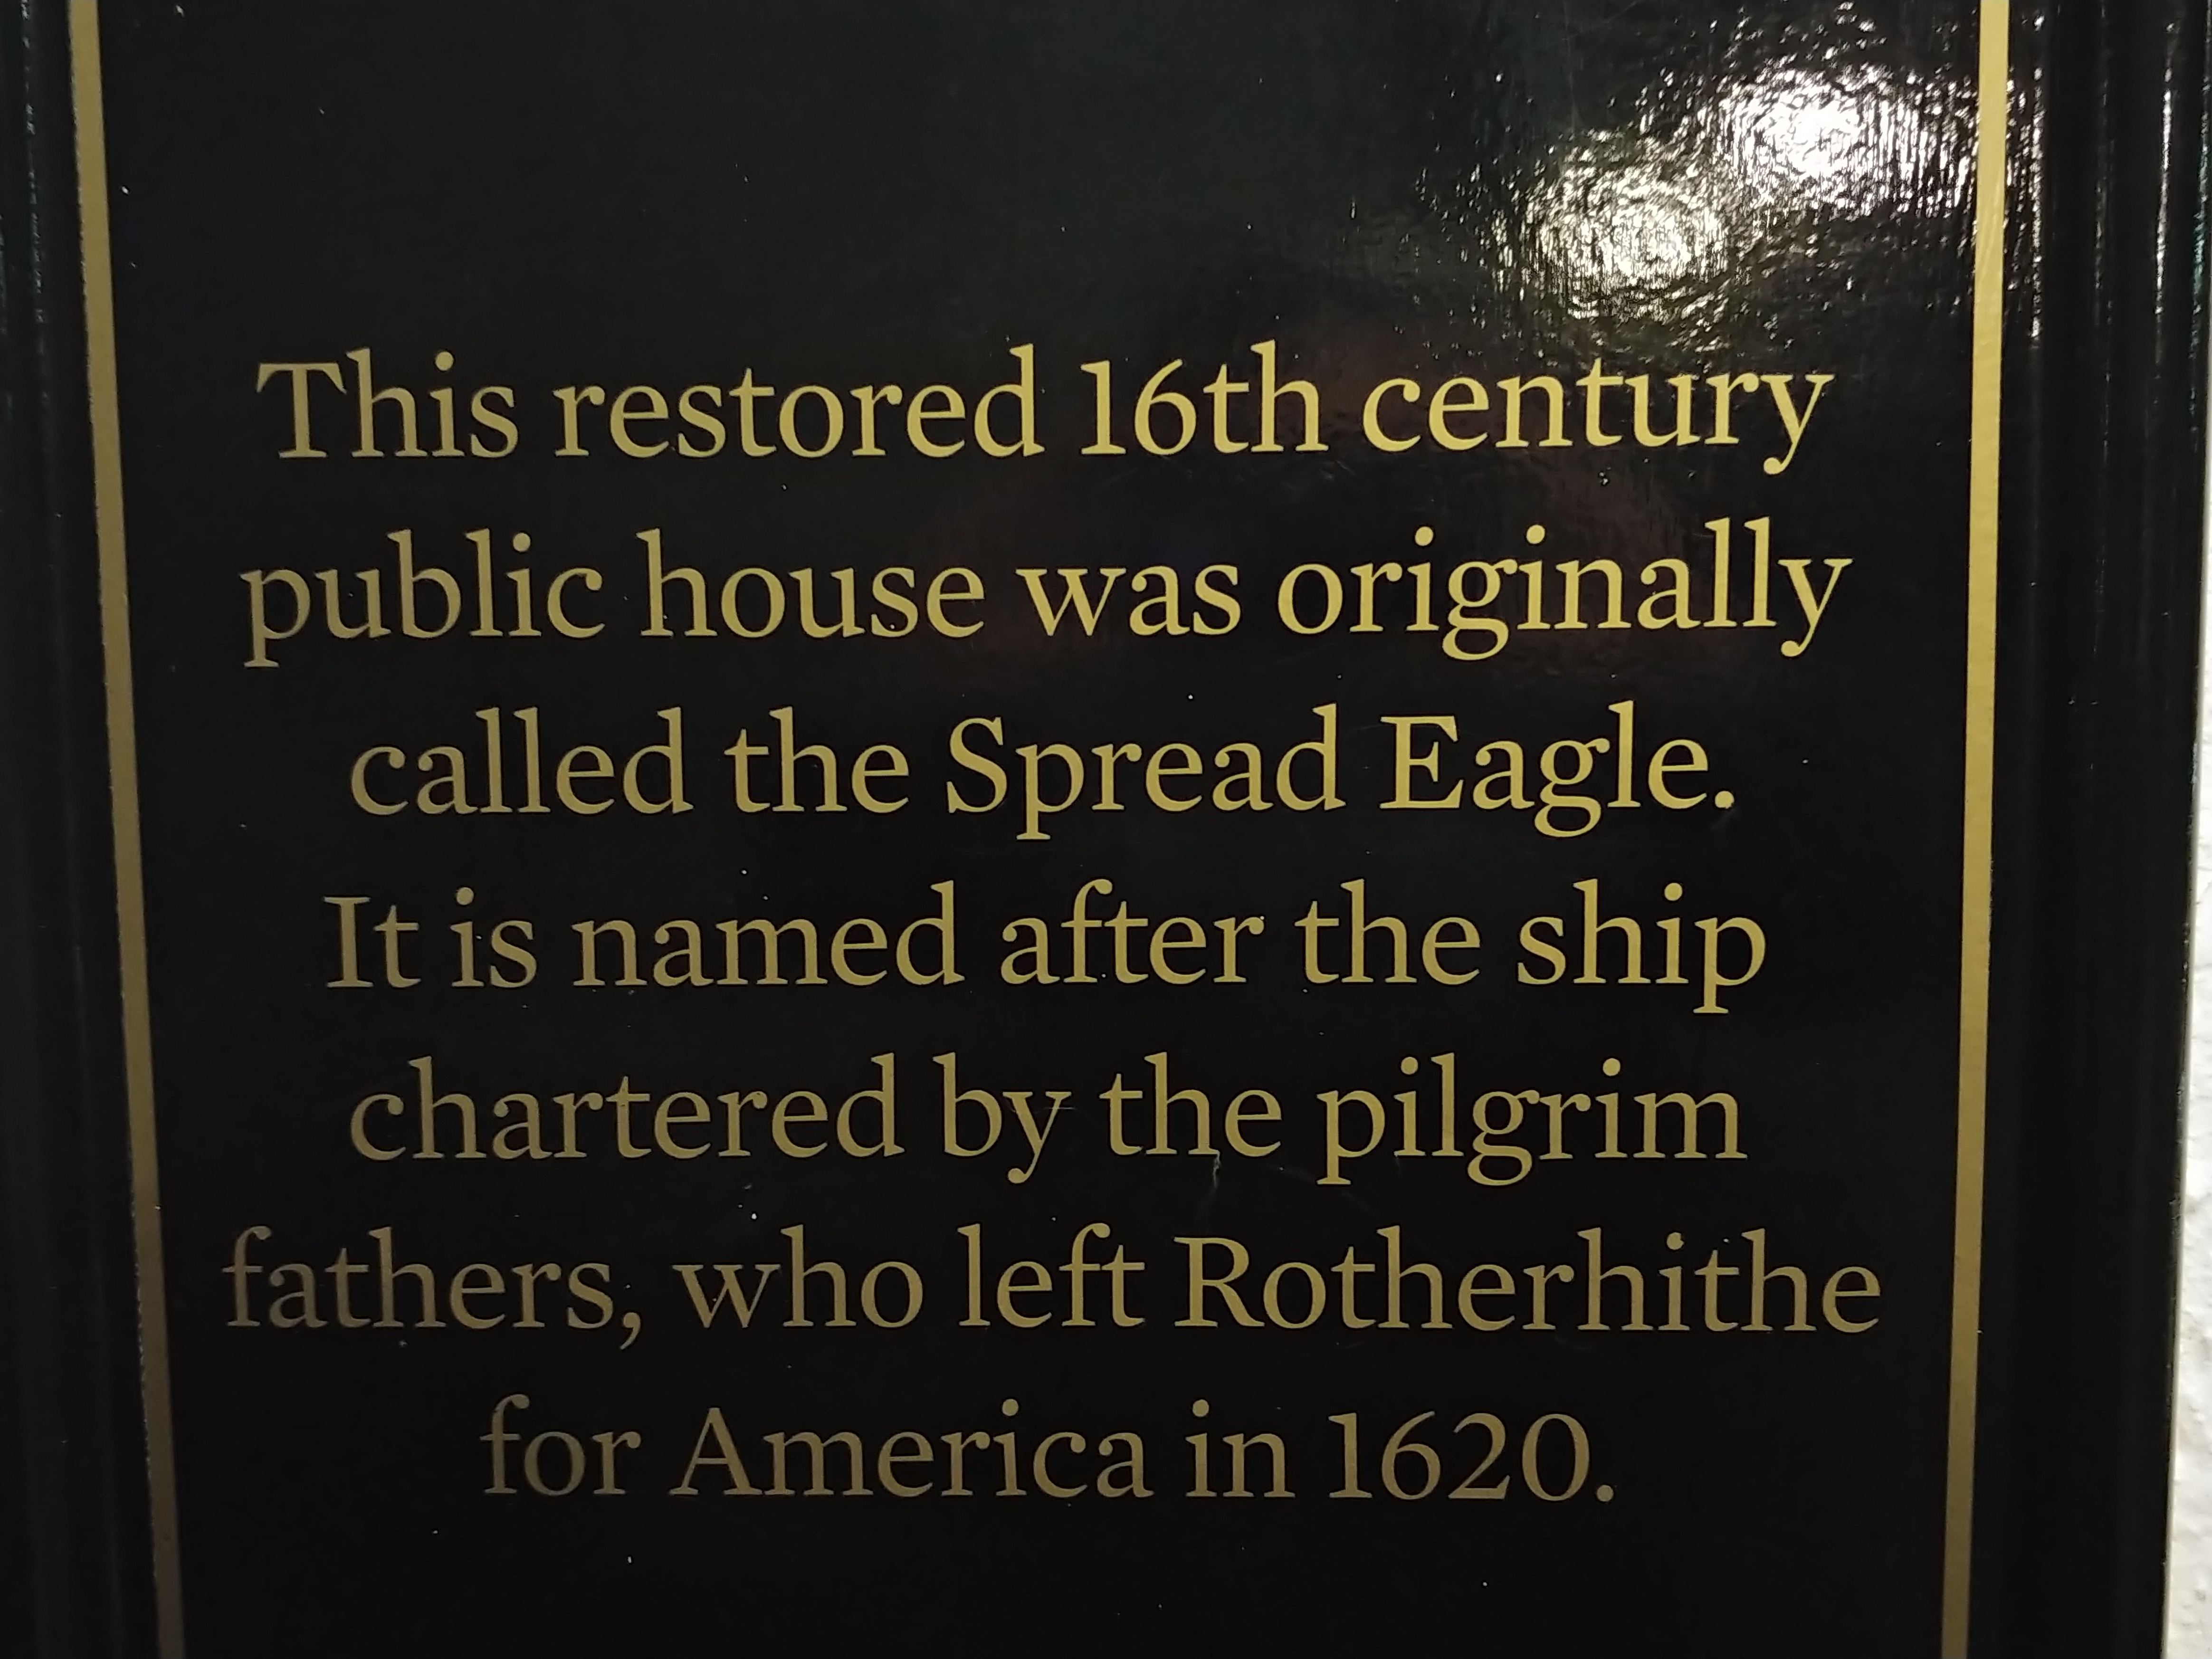 This restored 16th century
public house was originally
called the Spread Eagle.
It is named after the ship
chartered by the pilgrim
fathers, who left Rotherhithe
for America in 1620.